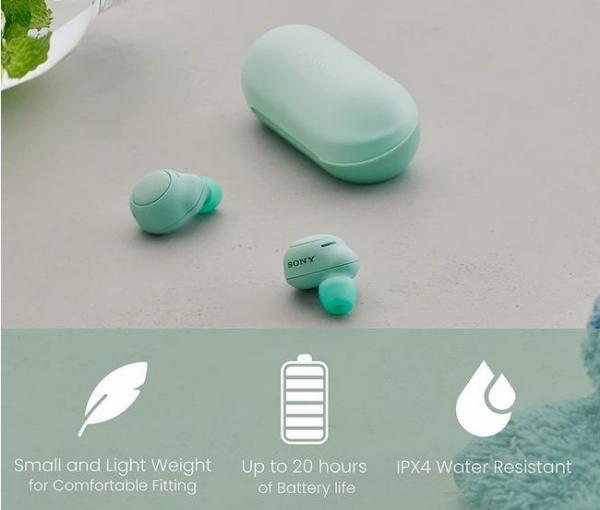 SONY
Small and Light Weight
for Comfortable Fitting
Up to 20 hours
of Battery life
IPX4 Water Resistant